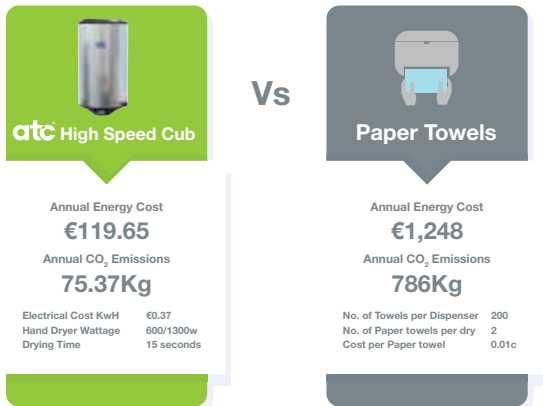 Vs
atc High Speed Cub
Annual Energy Cost
€119.65
Annual CO2 Emissions
75.37Kg
Electrical Cost KwH €0.37
Hand Dryer Wattage 600/1300w
Drying Time 15 seconds
Paper Towels
Annual Energy Cost
€1,248
Annual CO2 Emissions
786Kg
No. of Towels per Dispenser 200
No. of Paper towels per dry 2
Cost per Paper towel 0.01c